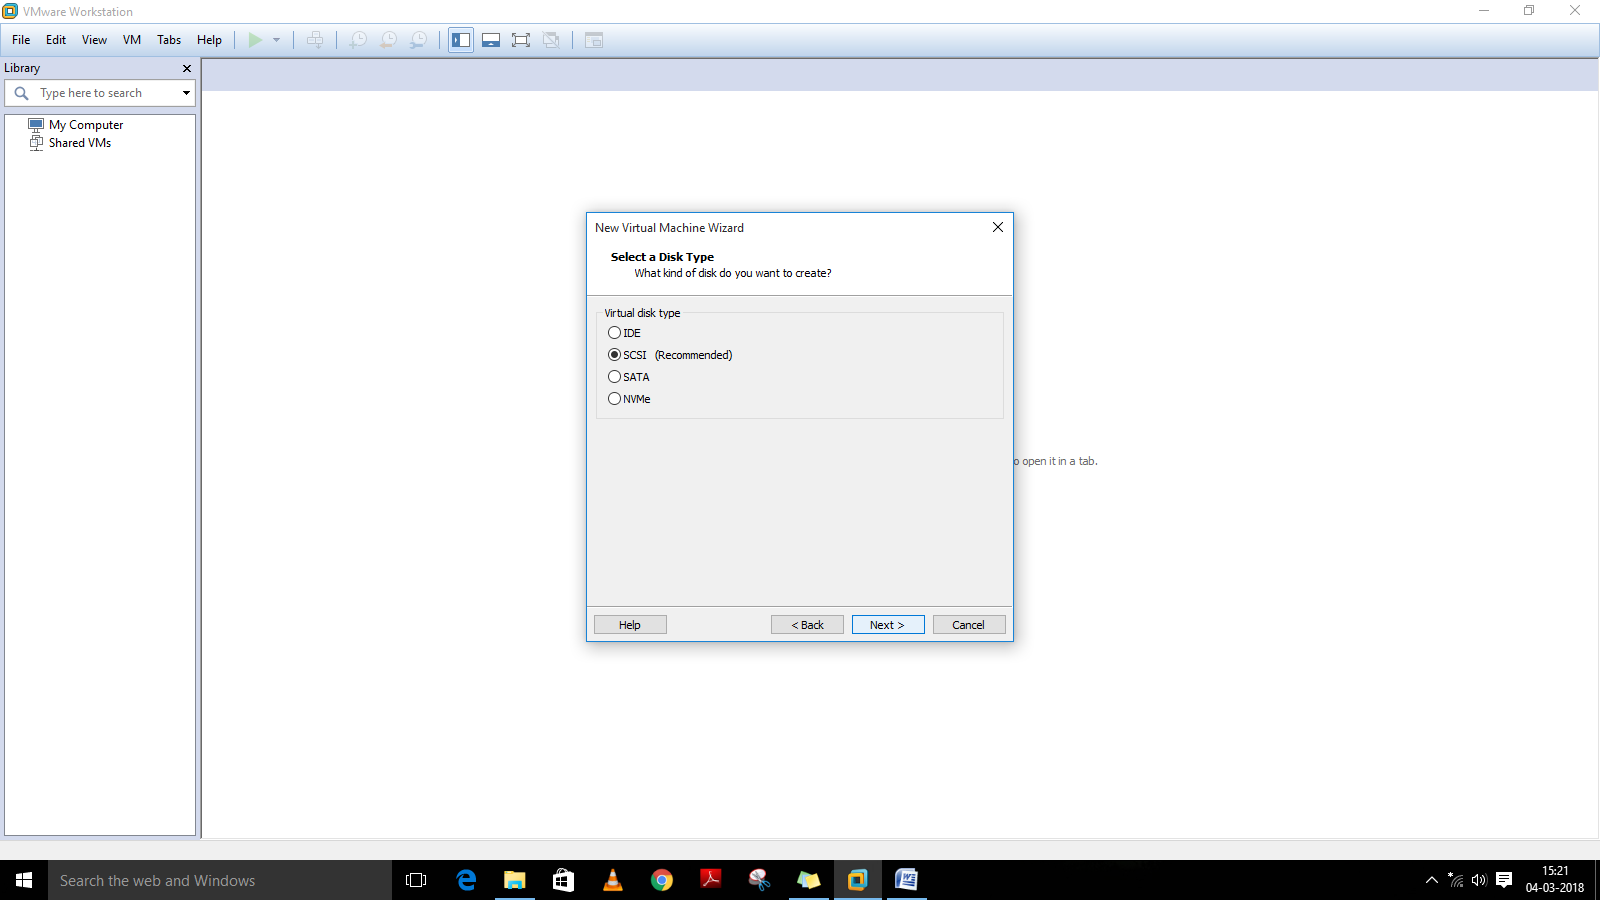 VMware Workstation
File Edit View VM Tabs Help
Library
Type here to search
My Computer
Shared VMs
New Virtual Machine Wizard
Select a Disk Type
What kind of disk do you want to create?
Virtual disk type
IDE
SCSI (Recommended)
SATA
NVMe
o open it in a tab.
Help < Back Next > Cancel
Search the web and Windows
15:21
04-03-2018